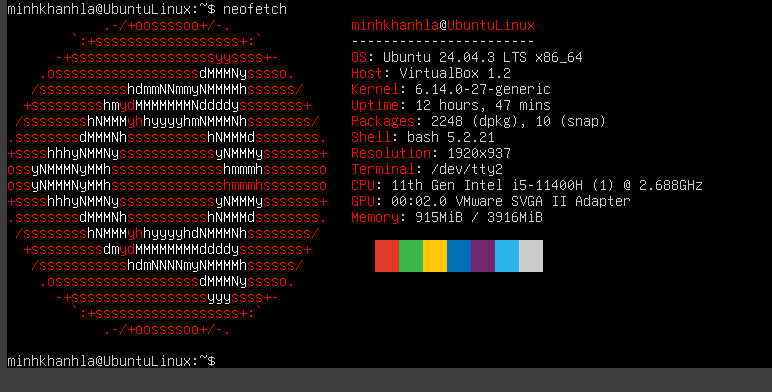 minhkhanhla@UbuntuLinux:~$ neofetch
.-/+oossssoo+/-. minhkhanhla@UbuntuLinux
`:+ssssssssssssssssss+:` -----------------------
-+ssssssssssssssssssyyssss+- OS: Ubuntu 24.04.3 LTS x86_64
.ossssssssssssssssssdMMMNysssso. Host: VirtualBox 1.2
/ssssssssssshdmmNNmmyNMMMMhssssss/ Kernel: 6.14.0-27-generic
+ssssssssshmydMMMMMMMNddddyssssssss+ Uptime: 12 hours, 47 mins
/sssssssshNMMMyhhyyyyhmNMMMNhssssssss/ Packages: 2248 (dpkg), 10 (snap)
.ssssssssdMMMNhsssssssssshNMMMdssssssss. Shell: bash 5.2.21
+sssshhhyNMMNyssssssssssssyNMMMysssssss+ Resolution: 1920x937
ossyNMMMNyMMhsssssssssssssshmmmhssssssso Terminal: /dev/tty2
ossyNMMMNyMMhsssssssssssssshmmmhssssssso CPU: 11th Gen Intel i5-11400H (1) @ 2.688GHz
+sssshhhyNMMNyssssssssssssyNMMMysssssss+ GPU: 00:02.0 VMware SVGA II Adapter
.ssssssssdMMMNhsssssssssshNMMMdssssssss. Memory: 915MiB / 3916MiB
/sssssssshNMMMyhhyyyyhdNMMMNhssssssss/
+sssssssssdmydMMMMMMMMddddyssssssss+
/ssssssssssshdmNNNNmyNMMMMhssssss/
.ossssssssssssssssssdMMMNysssso.
-+sssssssssssssssssyyyssss+-
`:+ssssssssssssssssss+:`
.-/+oossssoo+/-.
minhkhanhla@UbuntuLinux:~$